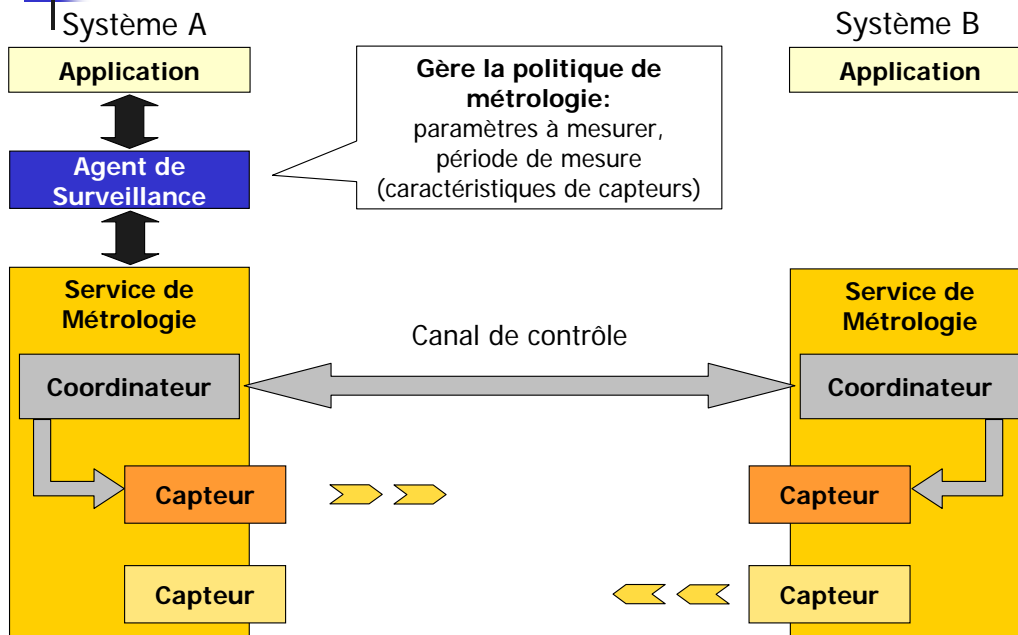 Système A
Système B
Application
Application
Gère la politique de
métrologie:
paramètres à mesurer,
période de mesure
(caractéristiques de capteurs)
Agent de
Surveillance
Service de
Métrologie
Service de
Métrologie
Canal de contrôle
Coordinateur
Coordinateur
Capteur
Capteur
Capteur
Capteur